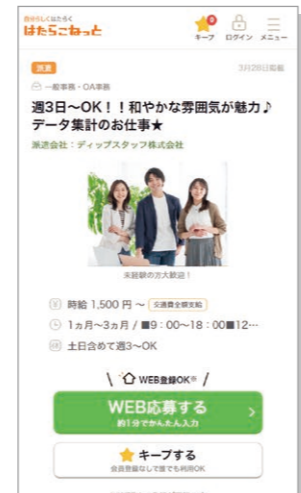 自分らしくはたらく
はたらこねっと
キープ
ログイン
メニュー
派遣
3月28日掲載
一般事務・OA事務
週3日~OK!!和やかな雰囲気が魅力♪
データ集計のお仕事★
派遣会社:ディップスタッフ株式会社
未経験の方大歓迎!
時給 1,500 円 ~ 交通費全額支給
1ヵ月~3ヵ月 / ■9:00~18:00■12…
土日含めて週3~OK
\ WEB登録OK※ /
WEB応募する
約1分でかんたん入力
キープする
会員登録なしで誰でも利用OK